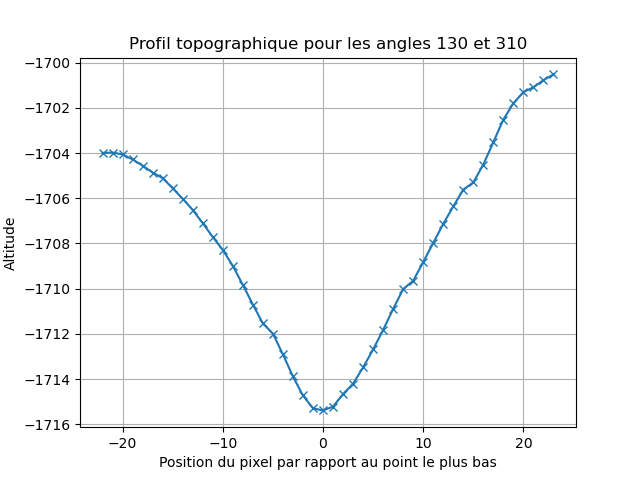 Profil topographique pour les angles 130 et 310
Altitude
−1700
−1702
−1704
−1706
−1708
−1710
−1712
−1714
−1716
−20 −10 0 10 20
Position du pixel par rapport au point le plus bas